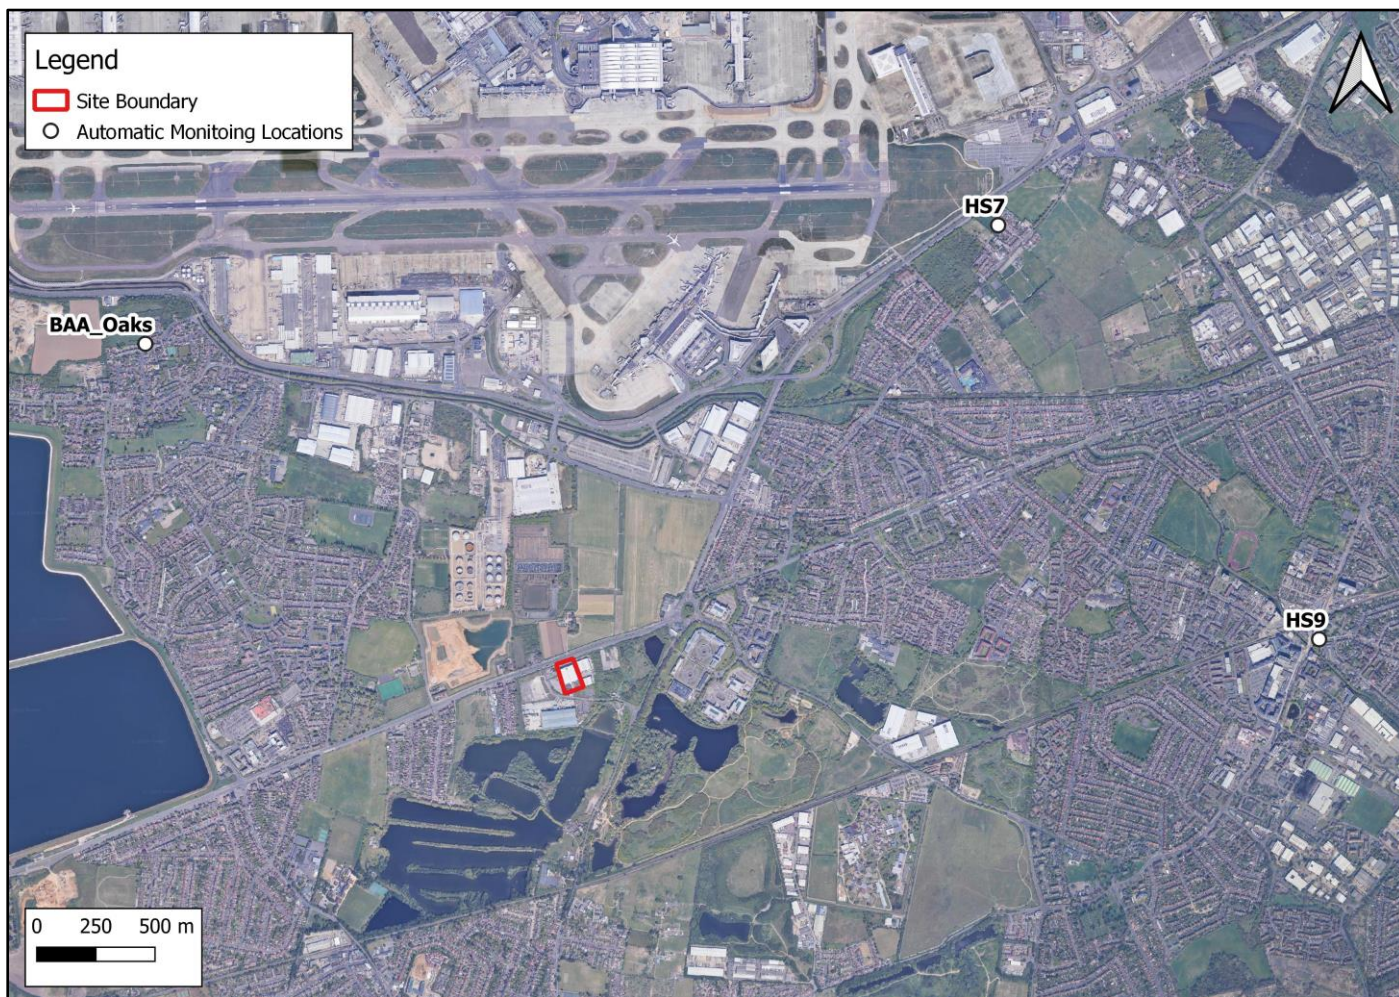 Legend
Site Boundary
Automatic Monitoing Locations
HS7
BAA_Oaks
HS9
0 250 500 m